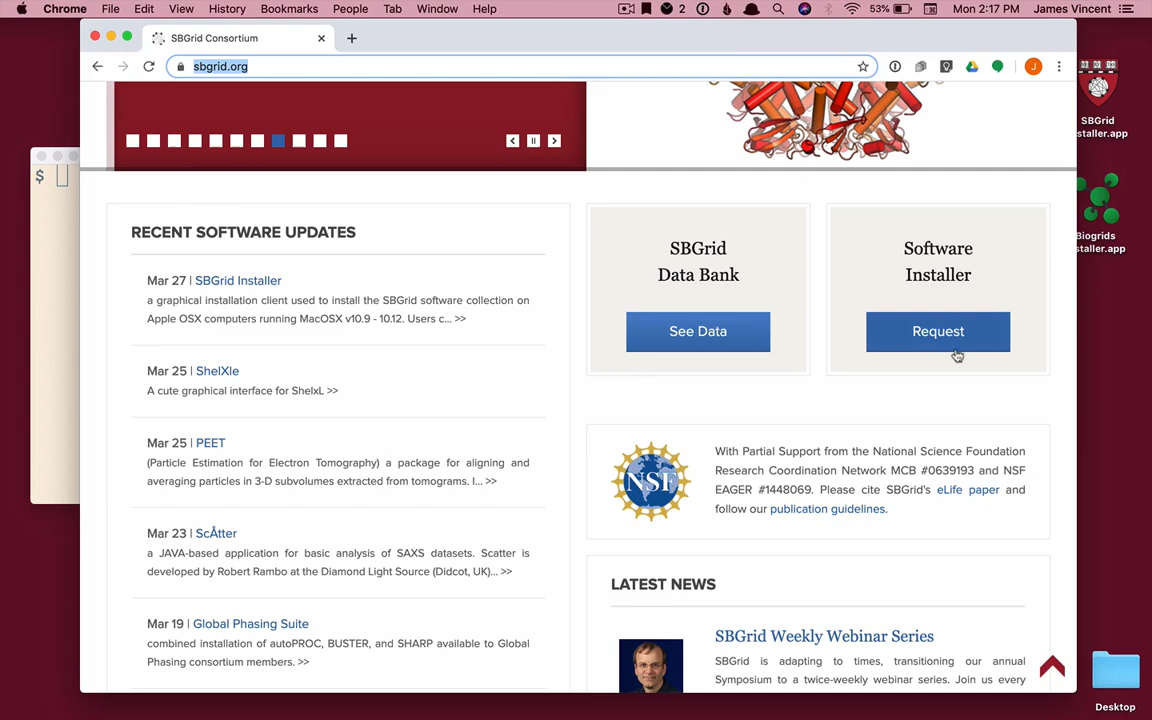 Chrome File Edit View History Bookmarks People Tab Window Help 2 53% Mon 2:17 PM James Vincent
SBGrid Consortium
sbgrid.org
J
SBGrid
staller.app
Biogrids
staller.app
$
RECENT SOFTWARE UPDATES
Mar 27 | SBGrid Installer
a graphical installation client used to install the SBGrid software collection on
Apple OSX computers running MacOSX v10.9 - 10.12. Users c... >>
Mar 25 | ShelXle
A cute graphical interface for ShelxL >>
Mar 25 | PEET
(Particle Estimation for Electron Tomography) a package for aligning and
averaging particles in 3-D subvolumes extracted from tomograms. I... >>
Mar 23 | ScÅtter
a JAVA-based application for basic analysis of SAXS datasets. Scatter is
developed by Robert Rambo at the Diamond Light Source (Didcot, UK)... >>
Mar 19 | Global Phasing Suite
combined installation of autoPROC, BUSTER, and SHARP available to Global
Phasing consortium members. >>
SBGrid
Data Bank
See Data
Software
Installer
Request
NSF
With Partial Support from the National Science Foundation
Research Coordination Network MCB #0639193 and NSF
EAGER #1448069. Please cite SBGrid's eLife paper and
follow our publication guidelines.
LATEST NEWS
SBGrid Weekly Webinar Series
SBGrid is adapting to times, transitioning our annual
Symposium to a twice-weekly webinar series. Join us every
Desktop